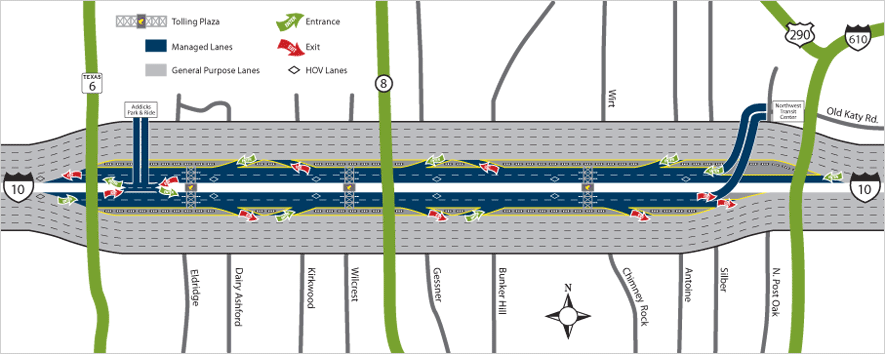 Tolling Plaza
ENTER
Entrance
Managed Lanes
EXIT
Exit
General Purpose Lanes
HOV Lanes
TEXAS
6
8
290
610
Addicks
Park & Ride
Wirt
Northwest
Transit
Center
Old Katy Rd.
10
10
Eldridge
Dairy Ashford
Kirkwood
Wilcrest
Gessner
Bunker Hill
Chimney Rock
Antoine
Silber
N. Post Oak
N